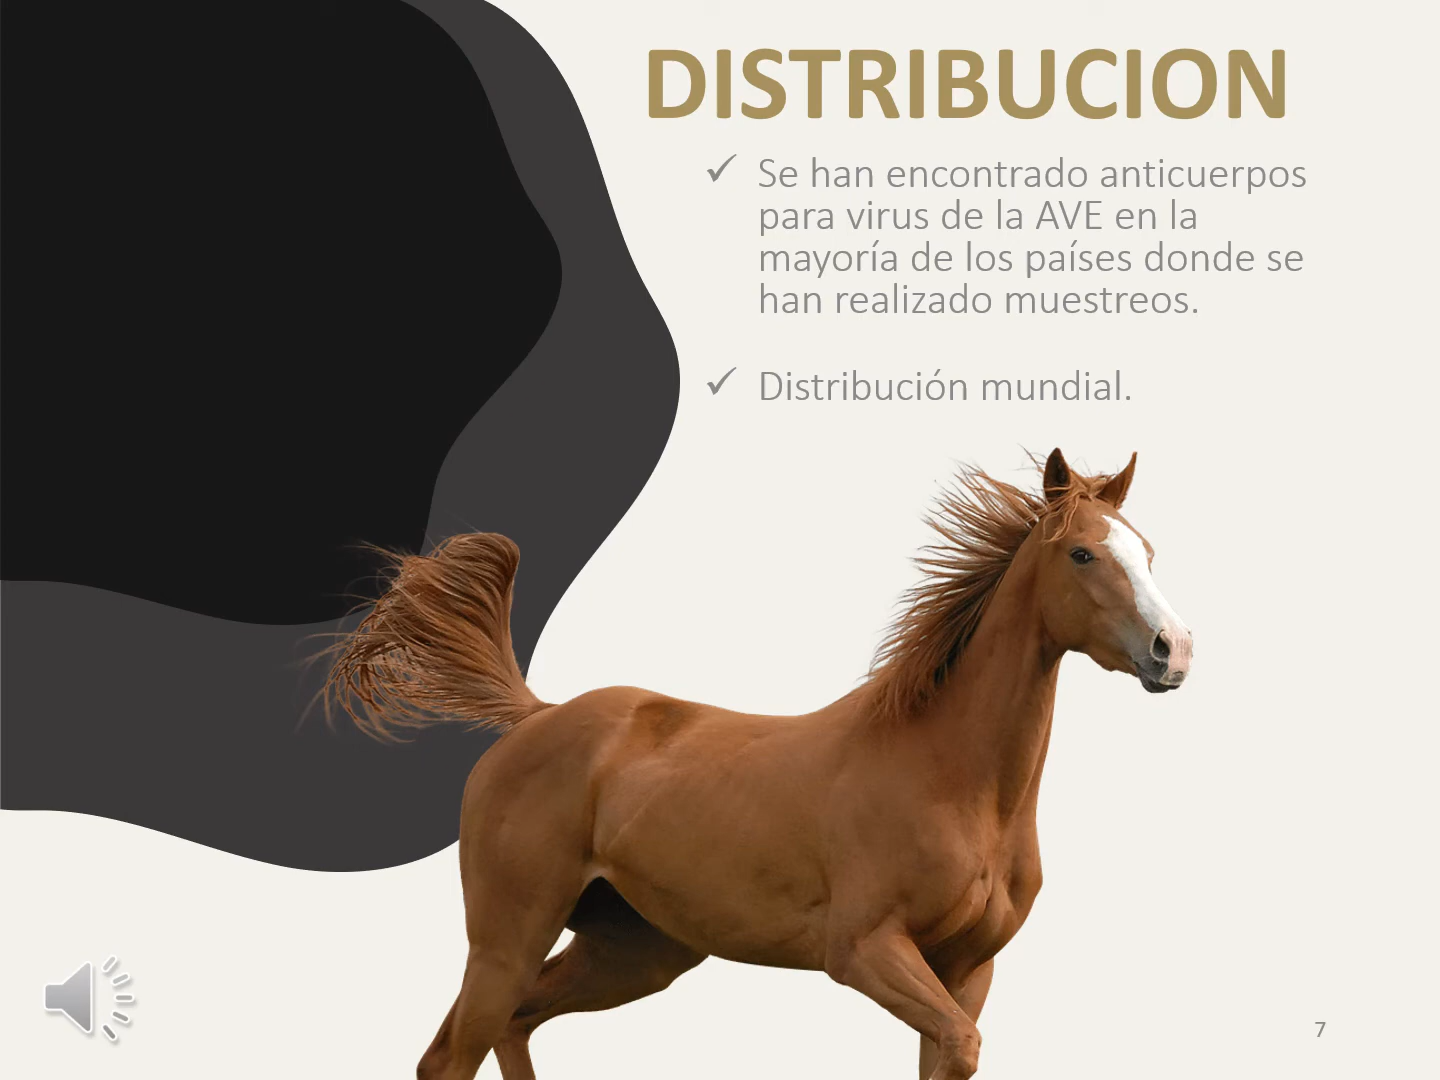 DISTRIBUCION
✓ Se han encontrado anticuerpos
para virus de la AVE en la
mayoría de los países donde se
han realizado muestreos.
✓ Distribución mundial.
7